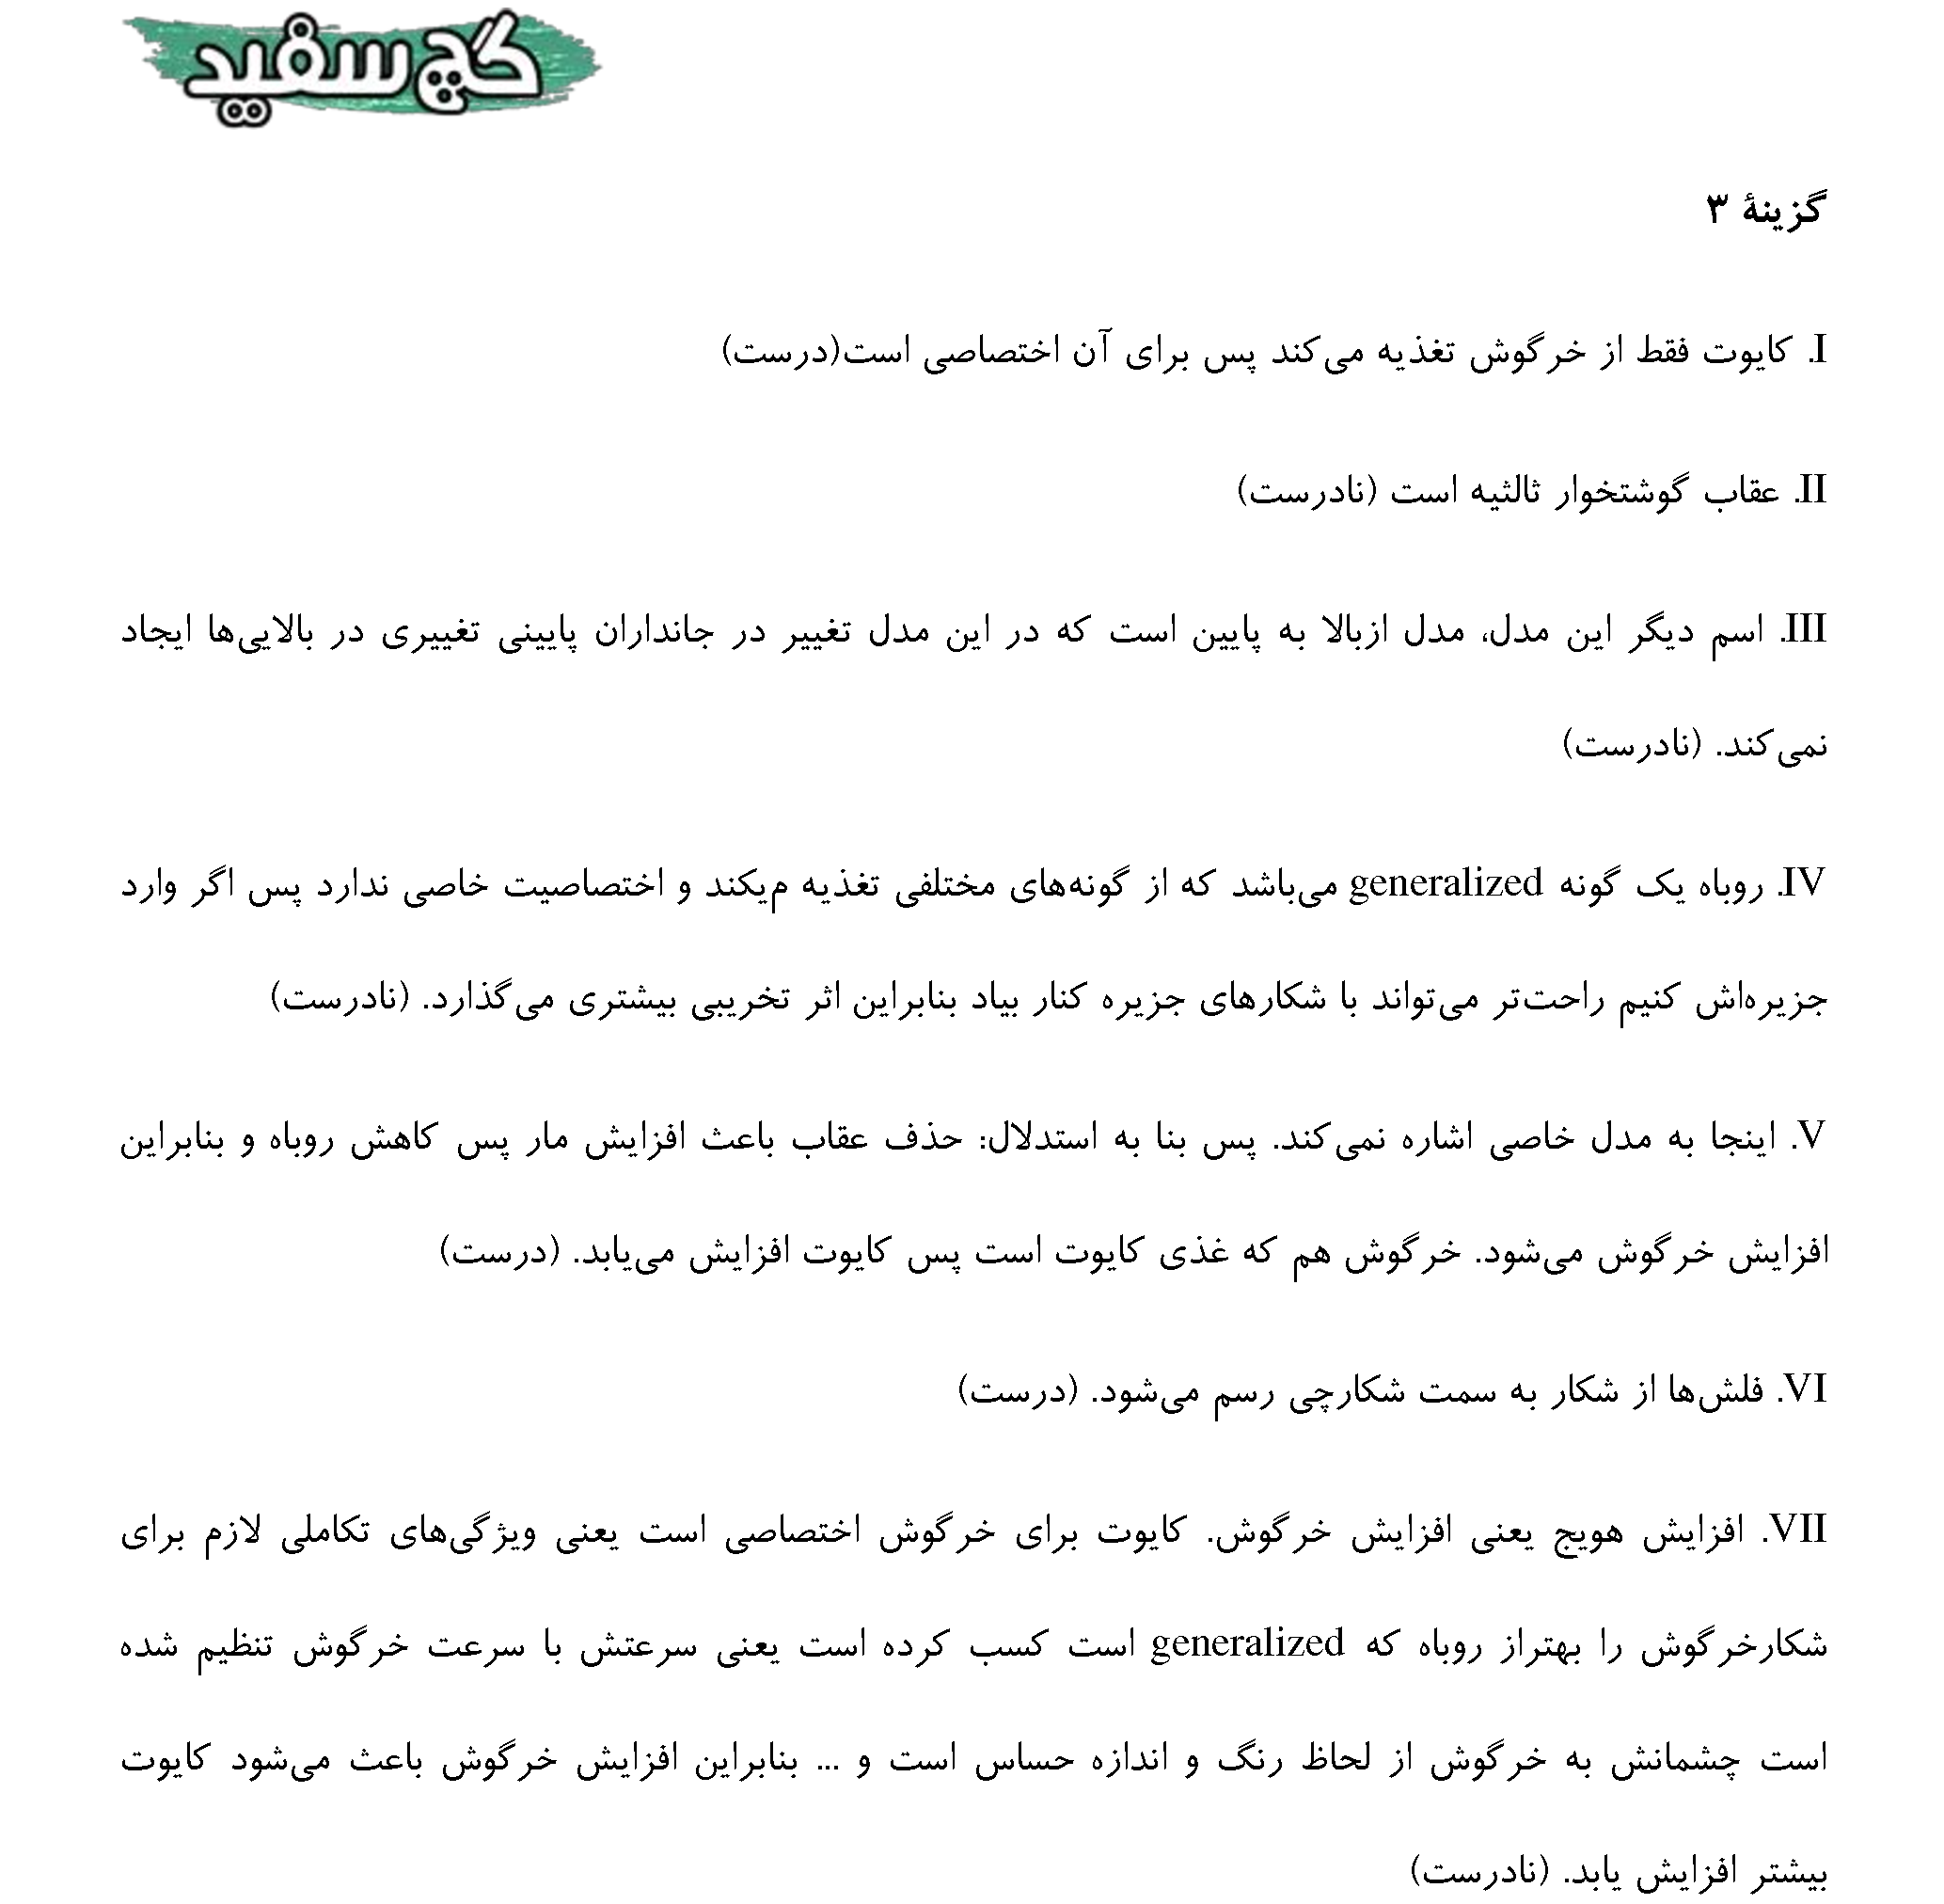 گچ سفید
گزینهٔ ۳
I. کایوت فقط از خرگوش تغذیه می‌کند پس برای آن اختصاصی است(درست)
II. عقاب گوشتخوار ثالثیه است (نادرست)
III. اسم دیگر این مدل، مدل ازبالا به پایین است که در این مدل تغییر در جانداران پایینی تغییری در بالایی‌ها ایجاد
نمی‌کند. (نادرست)
IV. روباه یک گونه generalized می‌باشد که از گونه‌های مختلفی تغذیه میکند و اختصاصیت خاصی ندارد پس اگر وارد
جزیره‌اش کنیم راحت‌تر می‌تواند با شکارهای جزیره کنار بیاد بنابراین اثر تخریبی بیشتری می‌گذارد. (نادرست)
V. اینجا به مدل خاصی اشاره نمی‌کند. پس بنا به استدلال: حذف عقاب باعث افزایش مار پس کاهش روباه و بنابراین
افزایش خرگوش می‌شود. خرگوش هم که غذی کایوت است پس کایوت افزایش می‌یابد. (درست)
VI. فلش‌ها از شکار به سمت شکارچی رسم می‌شود. (درست)
VII. افزایش هویج یعنی افزایش خرگوش. کایوت برای خرگوش اختصاصی است یعنی ویژگی‌های تکاملی لازم برای
شکارخرگوش را بهتراز روباه که generalized است کسب کرده است یعنی سرعتش با سرعت خرگوش تنظیم شده
است چشمانش به خرگوش از لحاظ رنگ و اندازه حساس است و ... بنابراین افزایش خرگوش باعث می‌شود کایوت
بیشتر افزایش یابد. (نادرست)